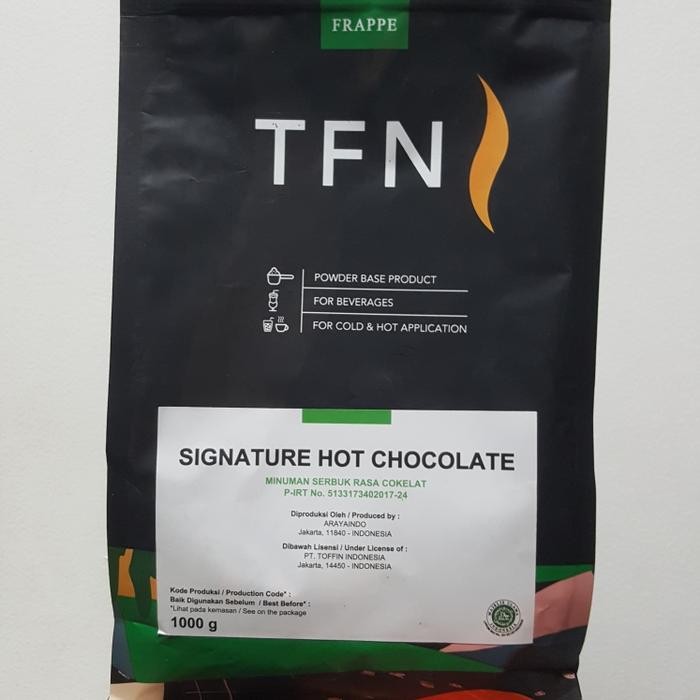 FRAPPE
TFN
POWDER BASE PRODUCT
FOR BEVERAGES
FOR COLD & HOT APPLICATION
SIGNATURE HOT CHOCOLATE
MINUMAN SERBUK RASA COKELAT
P-IRT No. 5133173402017-24
Diproduksi Oleh / Produced by :
ARAYAINDO
Jakarta, 11840 - INDONESIA
Dibawah Lisensi / Under License of :
PT. TOFFIN INDONESIA
Jakarta, 14450 - INDONESIA
Kode Produksi / Production Code* :
Baik Digunakan Sebelum / Best Before* :
*Lihat pada kemasan / See on the package
1000 g
MAJELIS ULAMA
INDONESIA